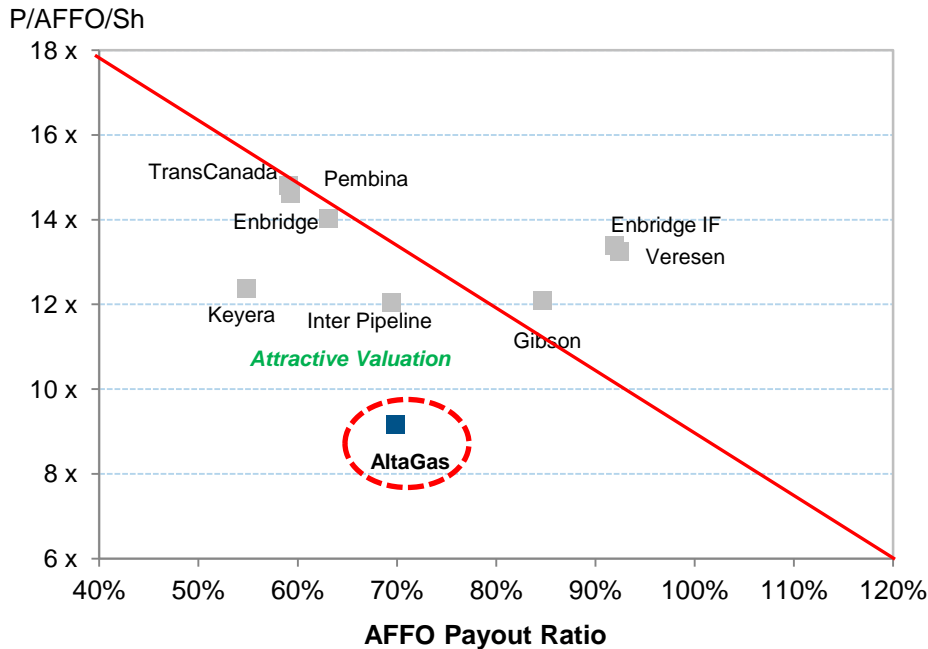 P/AFFO/Sh
18 x
16 x
TransCanada
Pembina
14 x
Enbridge
Enbridge IF
Veresen
12 x
Keyera
Inter Pipeline
Gibson
Attractive Valuation
10 x
AltaGas
8 x
6 x
40% 50% 60% 70% 80% 90% 100% 110% 120%
AFFO Payout Ratio